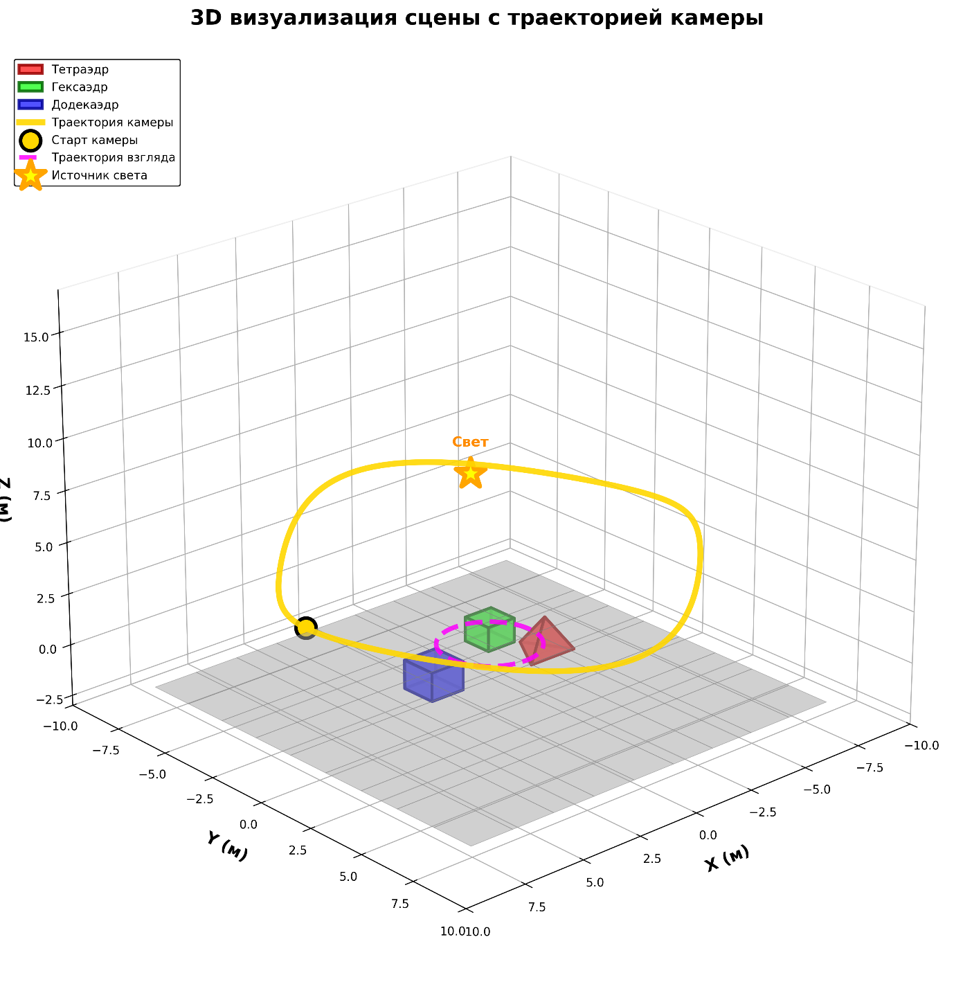 3D визуализация сцены с траекторией камеры
Тетраэдр
Гексаэдр
Додекаэдр
Траектория камеры
Старт камеры
Траектория взгляда
Источник света
Свет
15.0
12.5
10.0
7.5
5.0
2.5
0.0
−2.5
Z (м)
−10.0
−7.5
−5.0
−2.5
0.0
2.5
5.0
7.5
10.0
Y (м)
−10.0
−7.5
−5.0
−2.5
0.0
2.5
5.0
7.5
10.0
X (м)